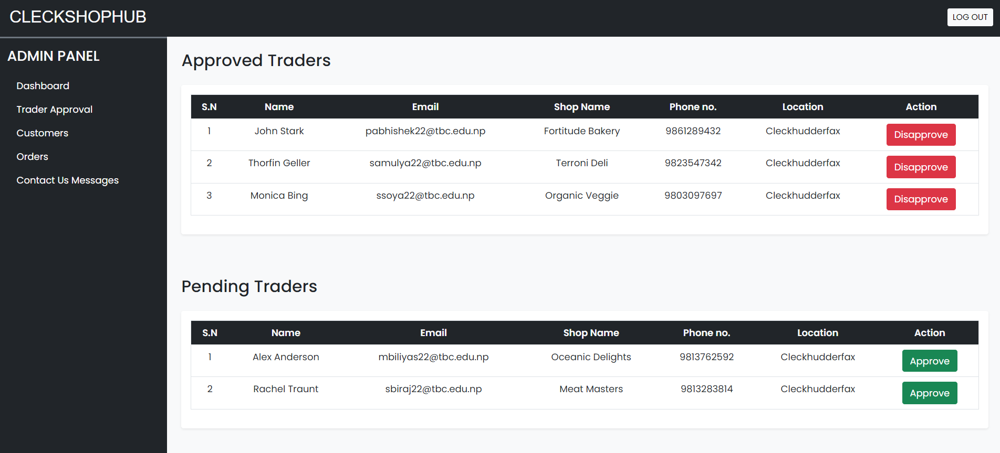 CLECKSHOPHUB
LOG OUT
ADMIN PANEL
Dashboard
Trader Approval
Customers
Orders
Contact Us Messages
Approved Traders
S.N Name Email Shop Name Phone no. Location Action
1 John Stark pabhishek22@tbc.edu.np Fortitude Bakery 9861289432 Cleckhudderfax Disapprove
2 Thorfin Geller samulya22@tbc.edu.np Terroni Deli 9823547342 Cleckhudderfax Disapprove
3 Monica Bing ssoya22@tbc.edu.np Organic Veggie 9803097697 Cleckhudderfax Disapprove
Pending Traders
S.N Name Email Shop Name Phone no. Location Action
1 Alex Anderson mbiliyas22@tbc.edu.np Oceanic Delights 9813762592 Cleckhudderfax Approve
2 Rachel Traunt sbiraj22@tbc.edu.np Meat Masters 9813283814 Cleckhudderfax Approve